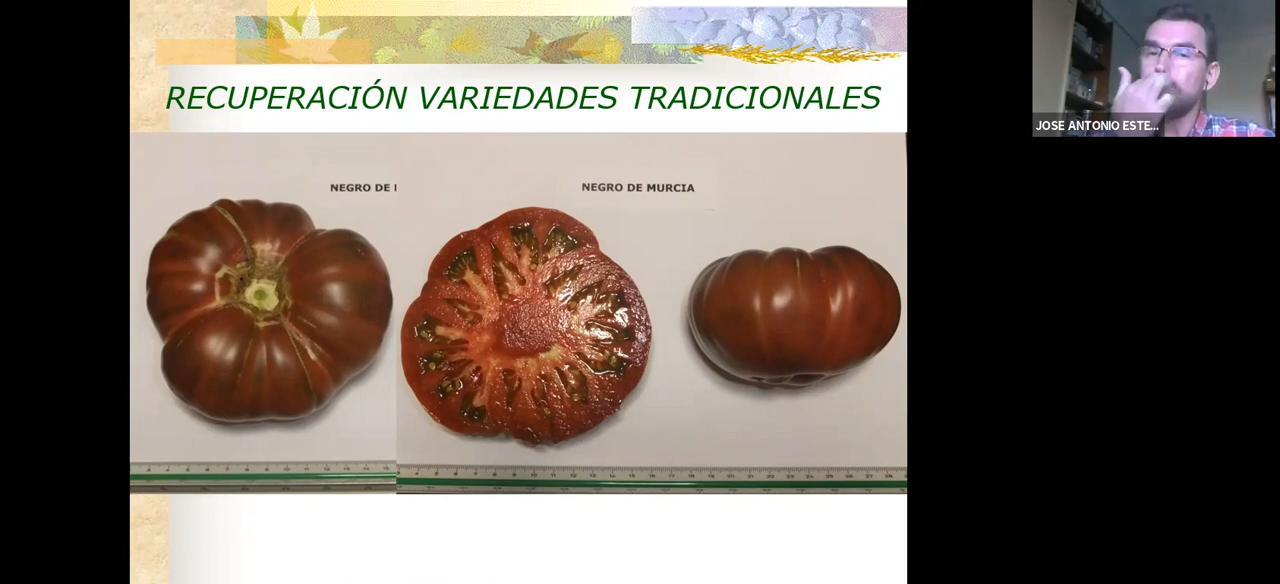 RECUPERACIÓN VARIEDADES TRADICIONALES
JOSE ANTONIO ESTE...
NEGRO DE
NEGRO DE MURCIA